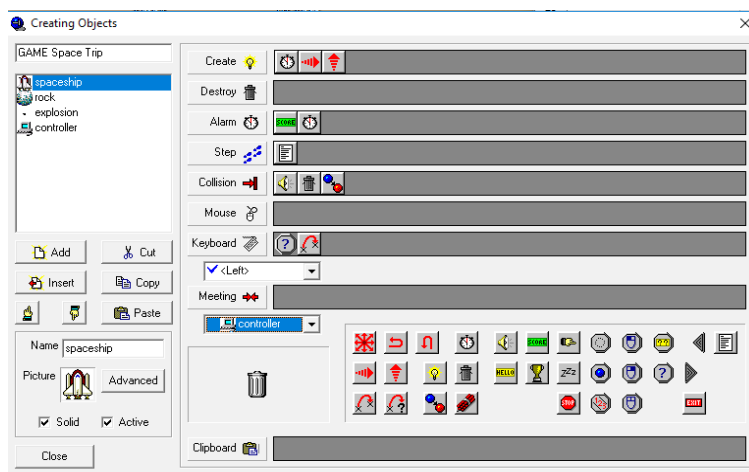 Creating Objects
GAME Space Trip
spaceship
rock
explosion
controller
Add
Cut
Insert
Copy
Paste
Name
spaceship
Picture
Advanced
Solid
Active
Close
Create
Destroy
Alarm
SCORE
Step
Collision
Mouse
Keyboard
?
<Left>
Meeting
controller
SCORE
HELLO
zZZ
?
?
STOP
EXIT
Clipboard